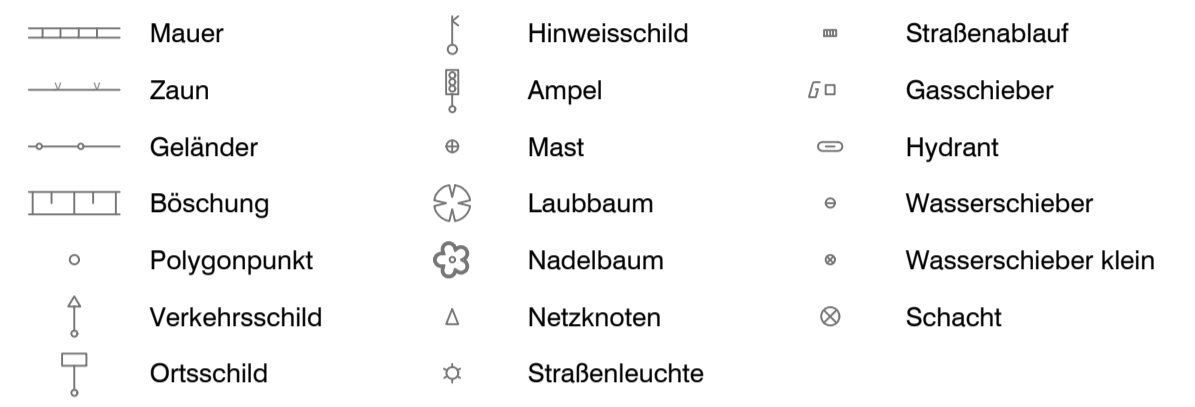 Mauer
Zaun
Geländer
Böschung
Polygonpunkt
Verkehrsschild
Ortsschild
Hinweisschild
Ampel
Mast
Laubbaum
Nadelbaum
Netzknoten
Straßenleuchte
Straßenablauf
G Gasschieber
Hydrant
Wasserschieber
Wasserschieber klein
Schacht